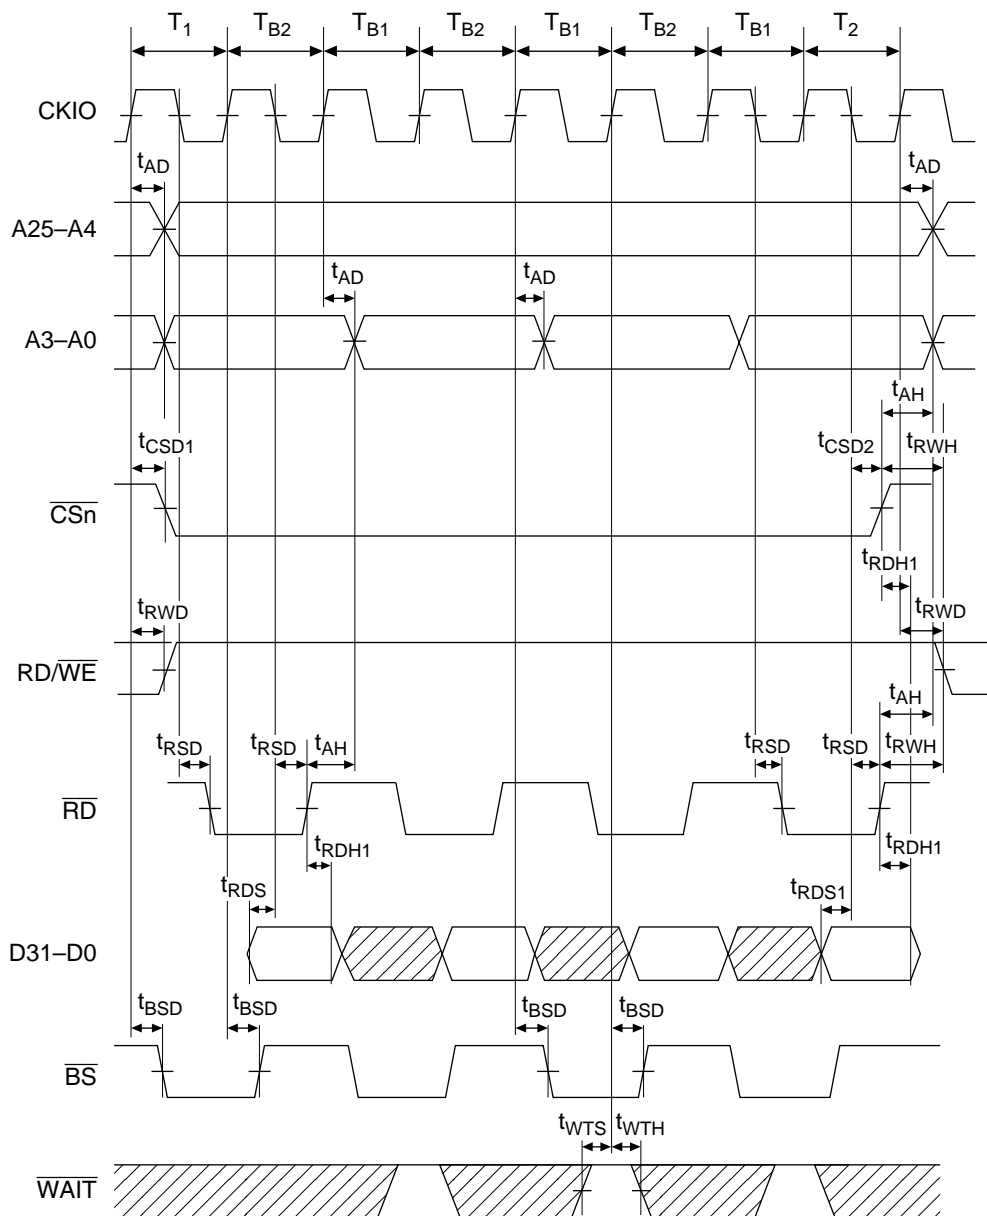 T1 TB2 TB1 TB2 TB1 TB2 TB1 T2
CKIO
tAD tAD
A25–A4
tAD tAD
A3–A0
tAH
tCSD1 tCSD2 tRWH
CSn
tRDH1
tRWD tRWD
RD/WE
tAH
tRSD tRSD tAH tRSD tRSD tRWH
RD
tRDH1 tRDH1
tRDS tRDS1
D31–D0
tBSD tBSD tBSD tBSD
BS
tWTS tWTH
WAIT